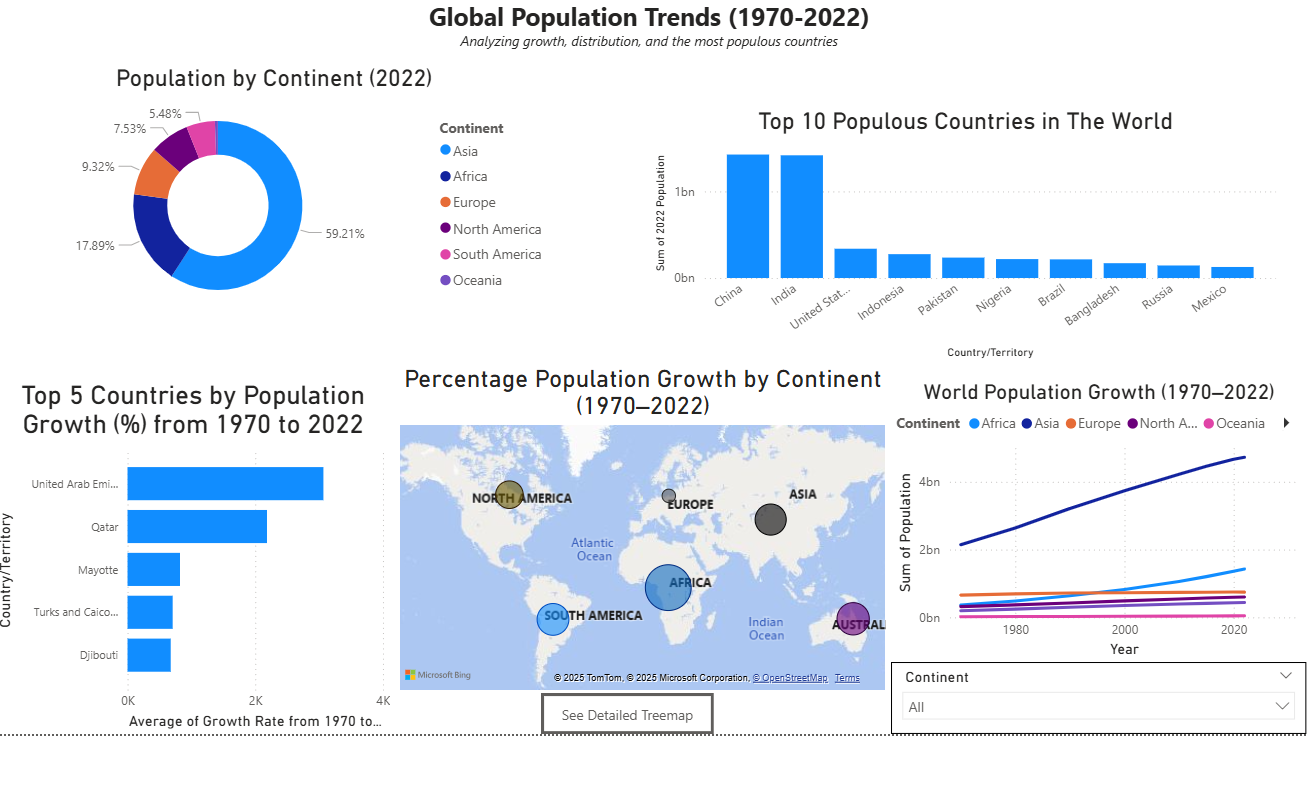 Global Population Trends (1970-2022)
Analyzing growth, distribution, and the most populous countries
Population by Continent (2022)
5.48%
7.53%
9.32%
17.89%
59.21%
Continent
Asia
Africa
Europe
North America
South America
Oceania
Top 10 Populous Countries in The World
Sum of 2022 Population
1bn
0bn
China
India
United Stat...
Indonesia
Pakistan
Nigeria
Brazil
Bangladesh
Russia
Mexico
Country/Territory
Top 5 Countries by Population
Growth (%) from 1970 to 2022
Country/Territory
United Arab Emi...
Qatar
Mayotte
Turks and Caico...
Djibouti
0K
2K
4K
Average of Growth Rate from 1970 to...
Percentage Population Growth by Continent
(1970–2022)
NORTH AMERICA
EUROPE
ASIA
Atlantic
Ocean
AFRICA
SOUTH AMERICA
Indian
Ocean
AUSTRAL
Microsoft Bing
© 2025 TomTom, © 2025 Microsoft Corporation, © OpenStreetMap Terms
See Detailed Treemap
World Population Growth (1970–2022)
Continent
Africa
Asia
Europe
North A...
Oceania
Sum of Population
4bn
2bn
0bn
1980
2000
2020
Year
Continent
All